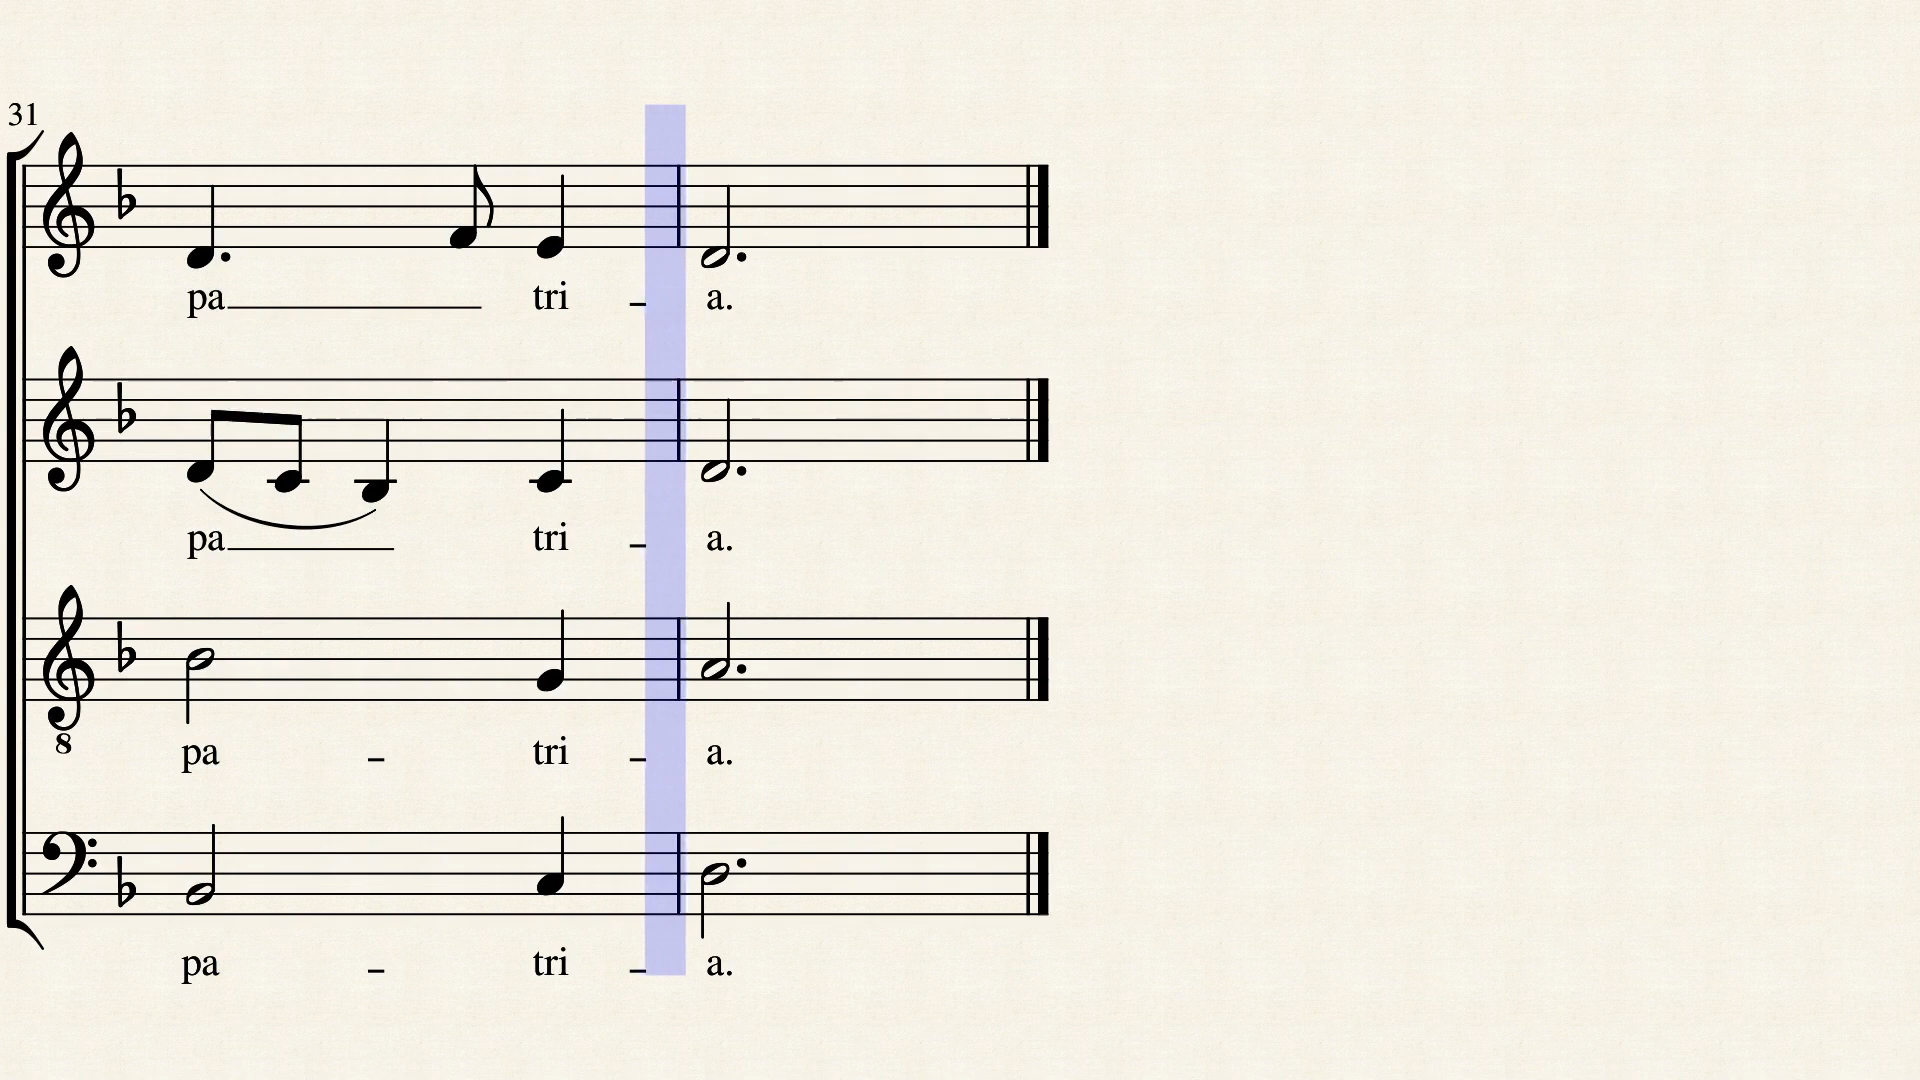 31
pa tri - a.
pa tri - a.
8
pa - tri - a.
pa - tri - a.